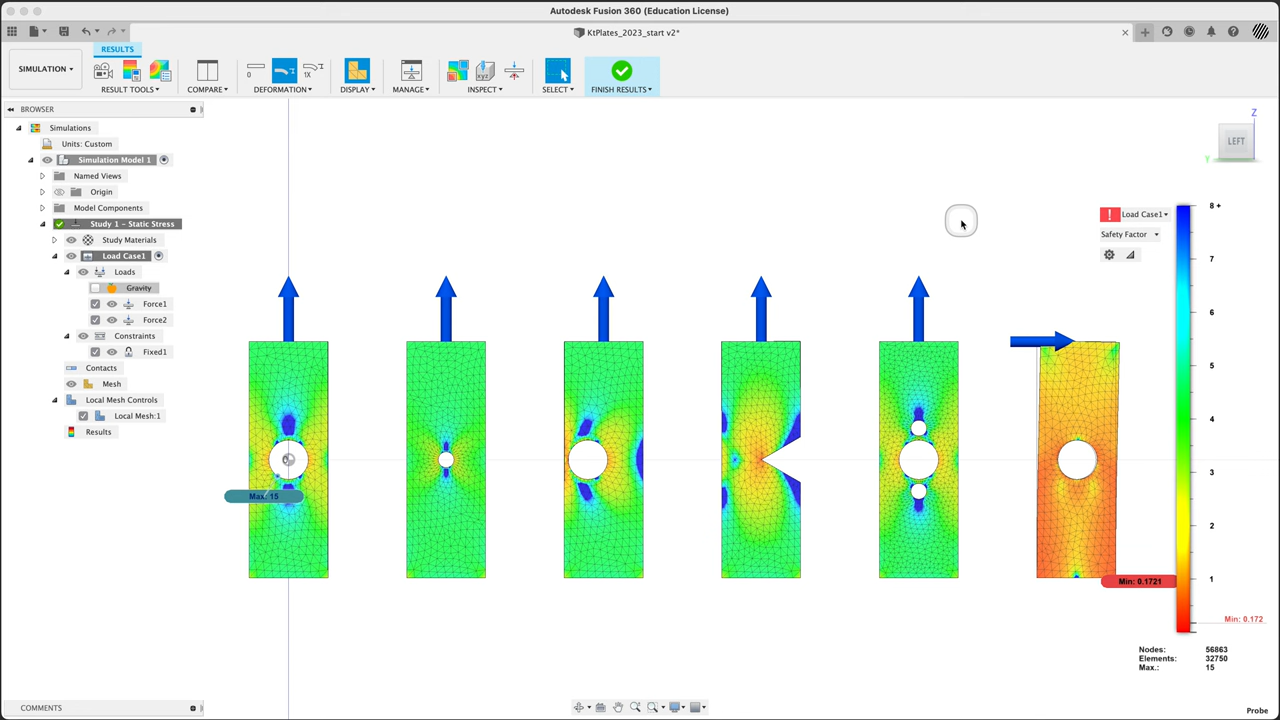 Autodesk Fusion 360 (Education License)
KtPlates_2023_start v2*
RESULTS
SIMULATION
RESULT TOOLS
COMPARE
DEFORMATION
DISPLAY
MANAGE
INSPECT
SELECT
FINISH RESULTS
BROWSER
Simulations
Units: Custom
Simulation Model 1
Named Views
Origin
Model Components
Study 1 - Static Stress
Study Materials
Load Case1
Loads
Gravity
Force1
Force2
Constraints
Fixed1
Contacts
Mesh
Local Mesh Controls
Local Mesh:1
Results
Z
LEFT
Y
Load Case1
Safety Factor
8 +
7
6
5
4
3
2
1
Max: 15
Min: 0.1721
Min: 0.172
Nodes: 56863
Elements: 32750
Max.: 15
COMMENTS
Probe